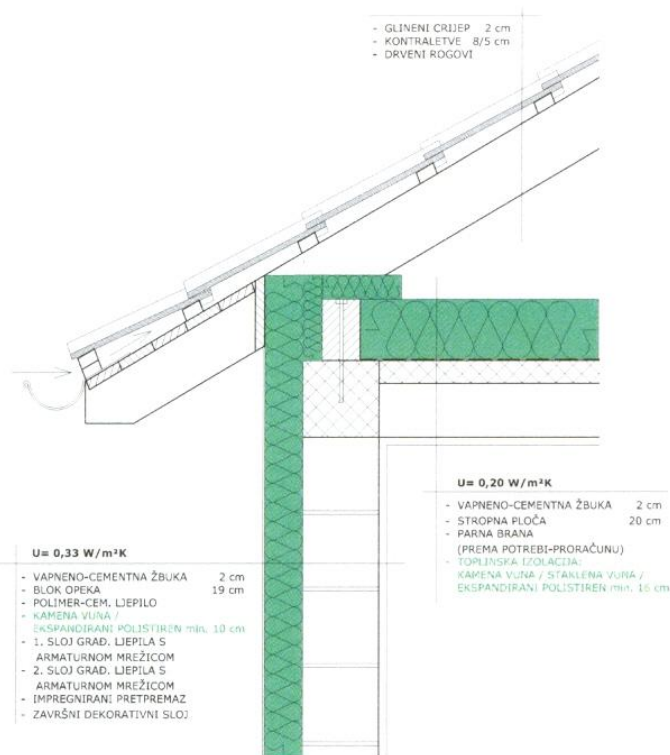 - GLINENI CRIJEP 2 cm
- KONTRALETVE 8/5 cm
- DRVENI ROGOVI
U= 0,20 W/m²K
- VAPNENO-CEMENTNA ŽBUKA 2 cm
- STROPNA PLOČA 20 cm
- PARNA BRANA
(PREMA POTREBI-PRORAČUNU)
- TOPLINSKA IZOLACIJA:
KAMENA VUNA / STAKLENA VUNA /
EKSPANDIRANI POLISTIREN min. 16 cm
U= 0,33 W/m²K
- VAPNENO-CEMENTNA ŽBUKA 2 cm
- BLOK OPEKA 19 cm
- POLIMER-CEM. LJEPILO
- KAMENA VUNA /
EKSPANDIRANI POLISTIREN min. 10 cm
- 1. SLOJ GRAĐ. LJEPILA S
ARMATURNOM MREŽICOM
- 2. SLOJ GRAĐ. LJEPILA S
ARMATURNOM MREŽICOM
- IMPREGNIRANI PRETPREMAZ
- ZAVRŠNI DEKORATIVNI SLOJ